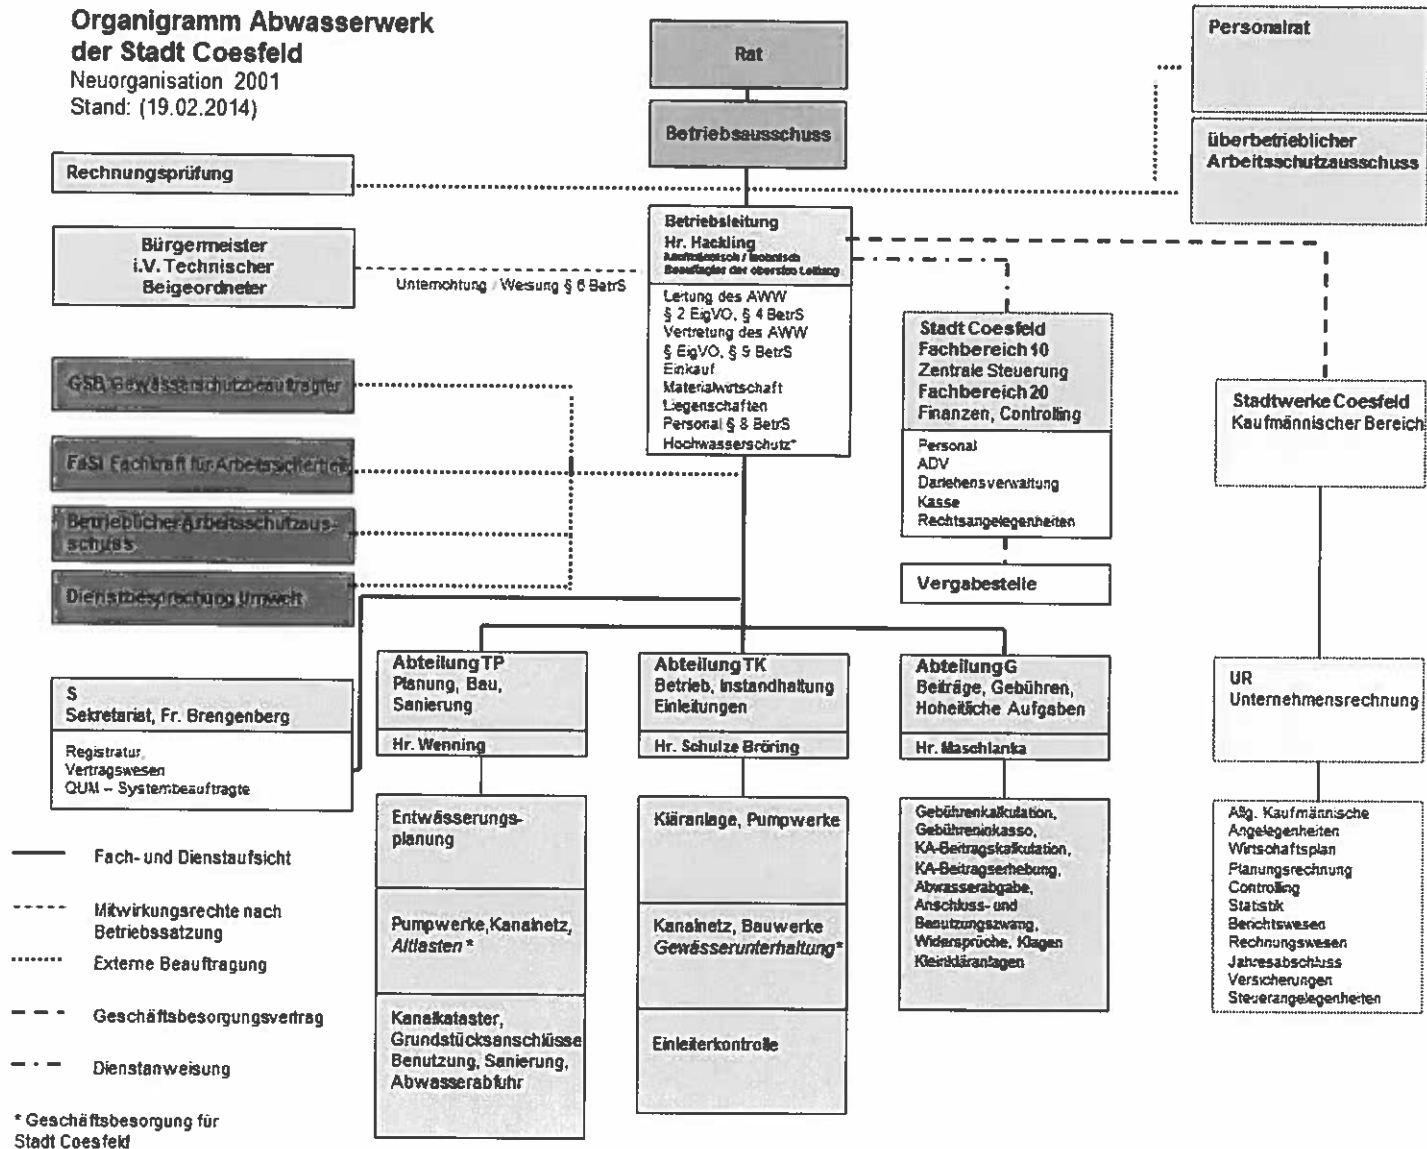 Organigramm Abwasserwerk
der Stadt Coesfeld
Neuorganisation 2001
Stand: (19.02.2014)
Rat
Betriebsausschuss
Personalrat
überbetrieblicher
Arbeitsschutzausschuss
Rechnungsprüfung
Bürgermeister
i.V. Technischer
Beigeordneter
Unterrichtung / Weisung § 6 BetrS
Betriebsleitung
Hr. Hackling
kaufmännisch / technisch
Beauftragter der obersten Leitung
Leitung des AWW
§ 2 EigVO, § 4 BetrS
Vertretung des AWW
§ EigVO, § 9 BetrS
Einkauf
Materialwirtschaft
Liegenschaften
Personal § 8 BetrS
Hochwasserschutz*
Stadt Coesfeld
Fachbereich 10
Zentrale Steuerung
Fachbereich 20
Finanzen, Controlling
Personal
ADV
Darlehensverwaltung
Kasse
Rechtsangelegenheiten
Vergabestelle
Stadtwerke Coesfeld
Kaufmännischer Bereich
GSB Gewässerschutzbeauftragter
FaSi Fachkraft für Arbeitssicherheit
Betrieblicher Arbeitsschutzaus-
schuss
Dienstbesprechung Umwelt
S
Sekretariat, Fr. Brengenberg
Registratur,
Vertragswesen
QUM – Systembeauftragte
Abteilung TP
Planung, Bau,
Sanierung
Hr. Wenning
Entwässerungs-
planung
Pumpwerke, Kanalnetz,
Altlasten *
Kanalkataster,
Grundstücksanschlüsse
Benutzung, Sanierung,
Abwasserabfuhr
Abteilung TK
Betrieb, Instandhaltung
Einleitungen
Hr. Schulze Bröring
Kläranlage, Pumpwerke
Kanalnetz, Bauwerke
Gewässerunterhaltung*
Einleiterkontrolle
Abteilung G
Beiträge, Gebühren,
Hoheitliche Aufgaben
Hr. Maschlanka
Gebührenkalkulation,
Gebühreninkasso,
KA-Beitragskalkulation,
KA-Beitragserhebung,
Abwasserabgabe,
Anschluss- und
Benutzungszwang,
Widersprüche, Klagen
Kleinkläranlagen
UR
Unternehmensrechnung
Allg. Kaufmännische
Angelegenheiten
Wirtschaftsplan
Planungsrechnung
Controlling
Statistik
Berichtswesen
Rechnungswesen
Jahresabschluss
Versicherungen
Steuerangelegenheiten
Fach- und Dienstaufsicht
Mitwirkungsrechte nach
Betriebssatzung
Externe Beauftragung
Geschäftsbesorgungsvertrag
Dienstanweisung
* Geschäftsbesorgung für
Stadt Coesfeld